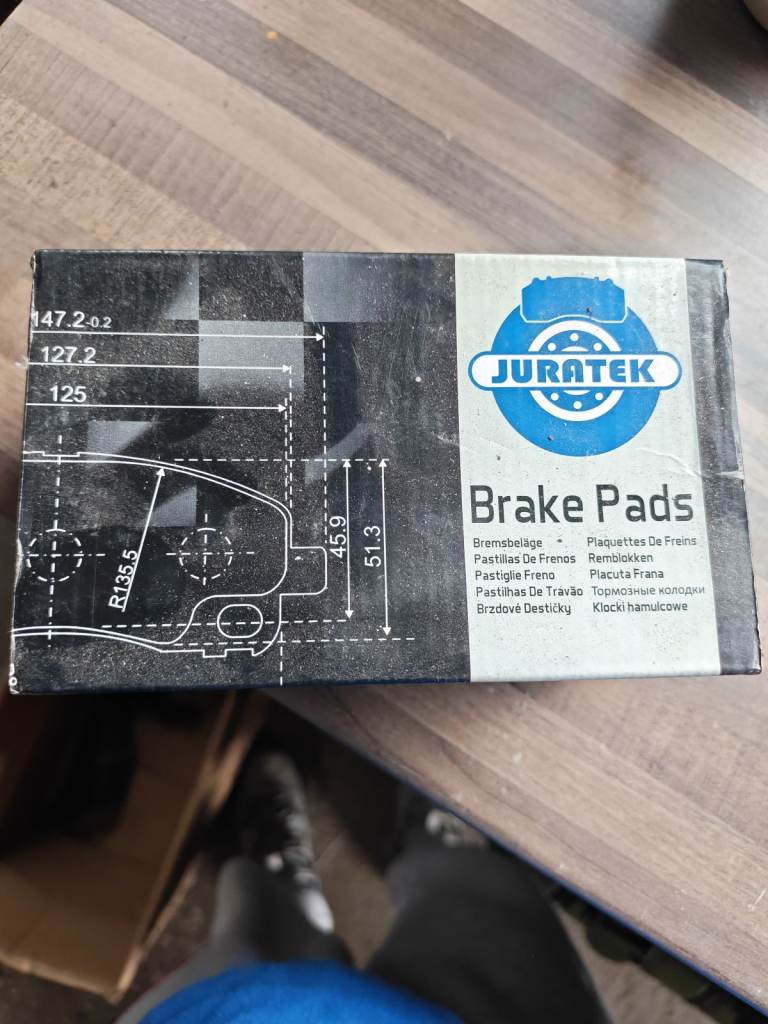 147.2-0.2
127.2
125
R135.5
45.9
51.3
JURATEK
Brake Pads
Bremsbeläge Plaquettes De Freins
Pastillas De Frenos Remblokken
Pastiglie Freno Placuta Frana
Pastilhas De Travão Тормозные колодки
Brzdové Destičky Klocki hamulcowe